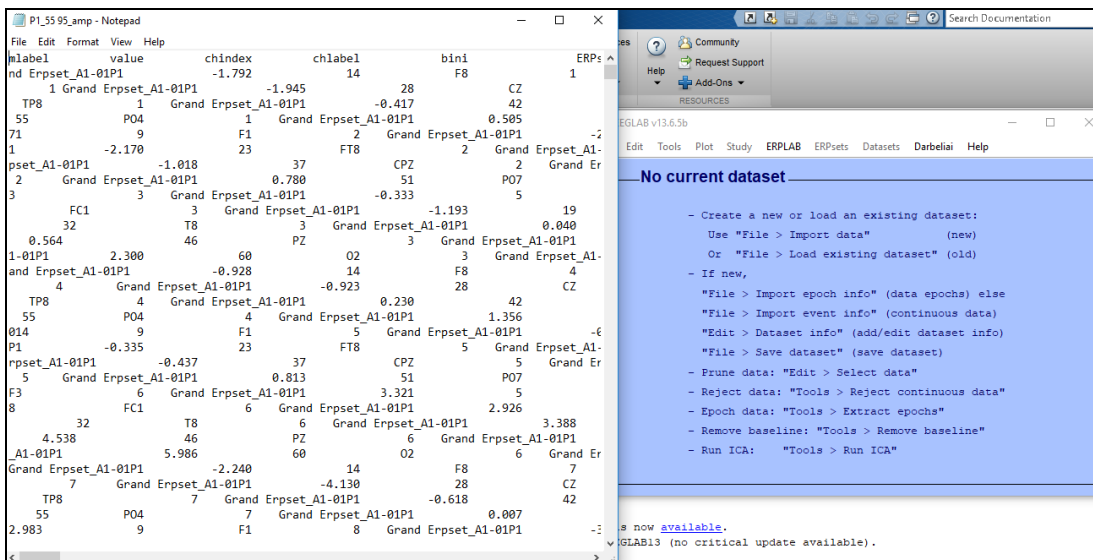 P1_55 95_amp - Notepad
File Edit Format View Help
mlabel value chindex chlabel bini ERPs
nd Erpset_A1-01P1 -1.792 14 F8 1
1 Grand Erpset_A1-01P1 -1.945 28 CZ
TP8 1 Grand Erpset_A1-01P1 -0.417 42
55 PO4 1 Grand Erpset_A1-01P1 0.505
71 9 F1 2 Grand Erpset_A1-01P1 -2
1 -2.170 23 FT8 2 Grand Erpset_A1-
pset_A1-01P1 -1.018 37 CPZ 2 Grand Er
2 Grand Erpset_A1-01P1 0.780 51 PO7
3 3 Grand Erpset_A1-01P1 -0.333 5
FC1 3 Grand Erpset_A1-01P1 -1.193 19
32 T8 3 Grand Erpset_A1-01P1 0.040
0.564 46 PZ 3 Grand Erpset_A1-01P1
1-01P1 2.300 60 O2 3 Grand Erpset_A1-
and Erpset_A1-01P1 -0.928 14 F8 4
4 Grand Erpset_A1-01P1 -0.923 28 CZ
TP8 4 Grand Erpset_A1-01P1 0.230 42
55 PO4 4 Grand Erpset_A1-01P1 1.356
014 9 F1 5 Grand Erpset_A1-01P1
P1 -0.335 23 FT8 5 Grand Erpset_A1-
rpset_A1-01P1 -0.437 37 CPZ 5 Grand Er
5 Grand Erpset_A1-01P1 0.813 51 PO7
F3 6 Grand Erpset_A1-01P1 3.321 5
8 FC1 6 Grand Erpset_A1-01P1 2.926
32 T8 6 Grand Erpset_A1-01P1 3.388
4.538 46 PZ 6 Grand Erpset_A1-01P1
_A1-01P1 5.986 60 O2 6 Grand Er
Grand Erpset_A1-01P1 -2.240 14 F8 7
7 Grand Erpset_A1-01P1 -4.130 28 CZ
TP8 7 Grand Erpset_A1-01P1 -0.618 42
55 PO4 7 Grand Erpset_A1-01P1 0.007
2.983 9 F1 8 Grand Erpset_A1-01P1
Search Documentation
Community
Request Support
Help
Add-Ons
RESOURCES
EGLAB v13.6.5b
Edit Tools Plot Study ERPLAB ERPsets Datasets Darbeliai Help
No current dataset
- Create a new or load an existing dataset:
Use "File > Import data" (new)
Or "File > Load existing dataset" (old)
- If new,
"File > Import epoch info" (data epochs) else
"File > Import event info" (continuous data)
"Edit > Dataset info" (add/edit dataset info)
"File > Save dataset" (save dataset)
- Prune data: "Edit > Select data"
- Reject data: "Tools > Reject continuous data"
- Epoch data: "Tools > Extract epochs"
- Remove baseline: "Tools > Remove baseline"
- Run ICA: "Tools > Run ICA"
s now available.
GLAB13 (no critical update available).